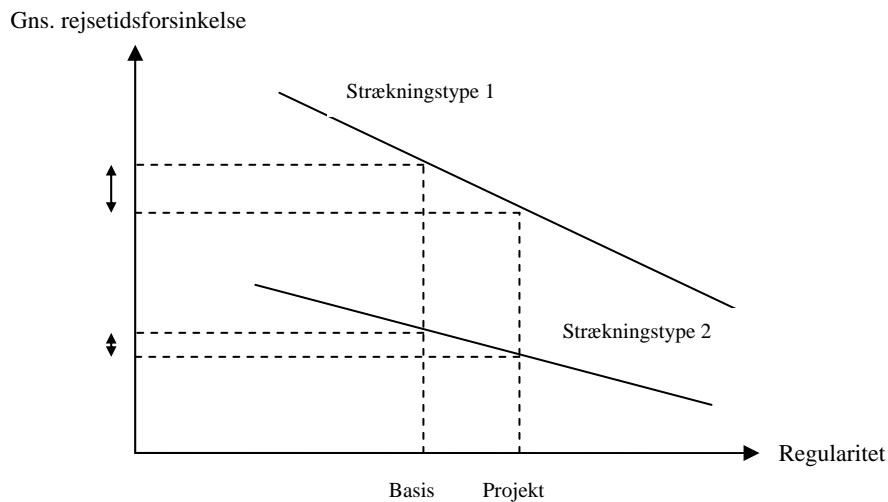 Gns. rejsetidsforsinkelse
Strækningstype 1
Strækningstype 2
Regularitet
Basis Projekt